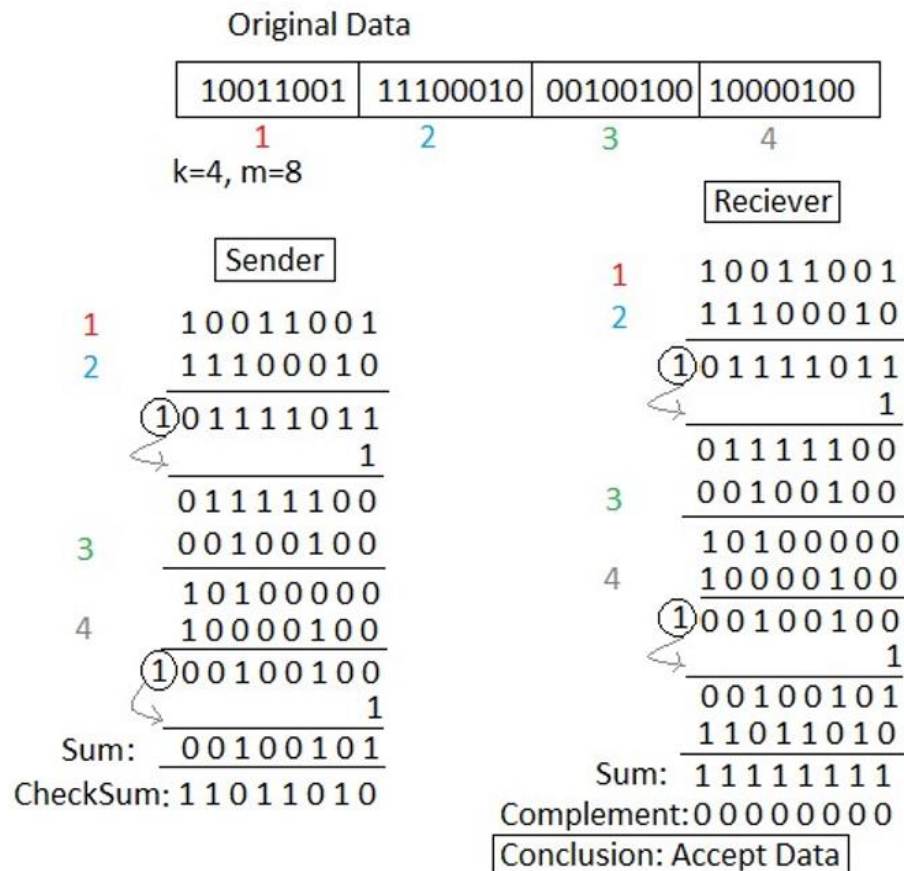 Original Data
10011001 11100010 00100100 10000100
1 2 3 4
k=4, m=8
Sender
1 10011001
2 11100010
1 01111011
1
01111100
3 00100100
10100000
4 10000100
1 00100100
1
Sum: 00100101
CheckSum: 11011010
Reciever
1 10011001
2 11100010
1 01111011
1
01111100
3 00100100
10100000
4 10000100
1 00100100
1
00100101
11011010
Sum: 11111111
Complement: 00000000
Conclusion: Accept Data